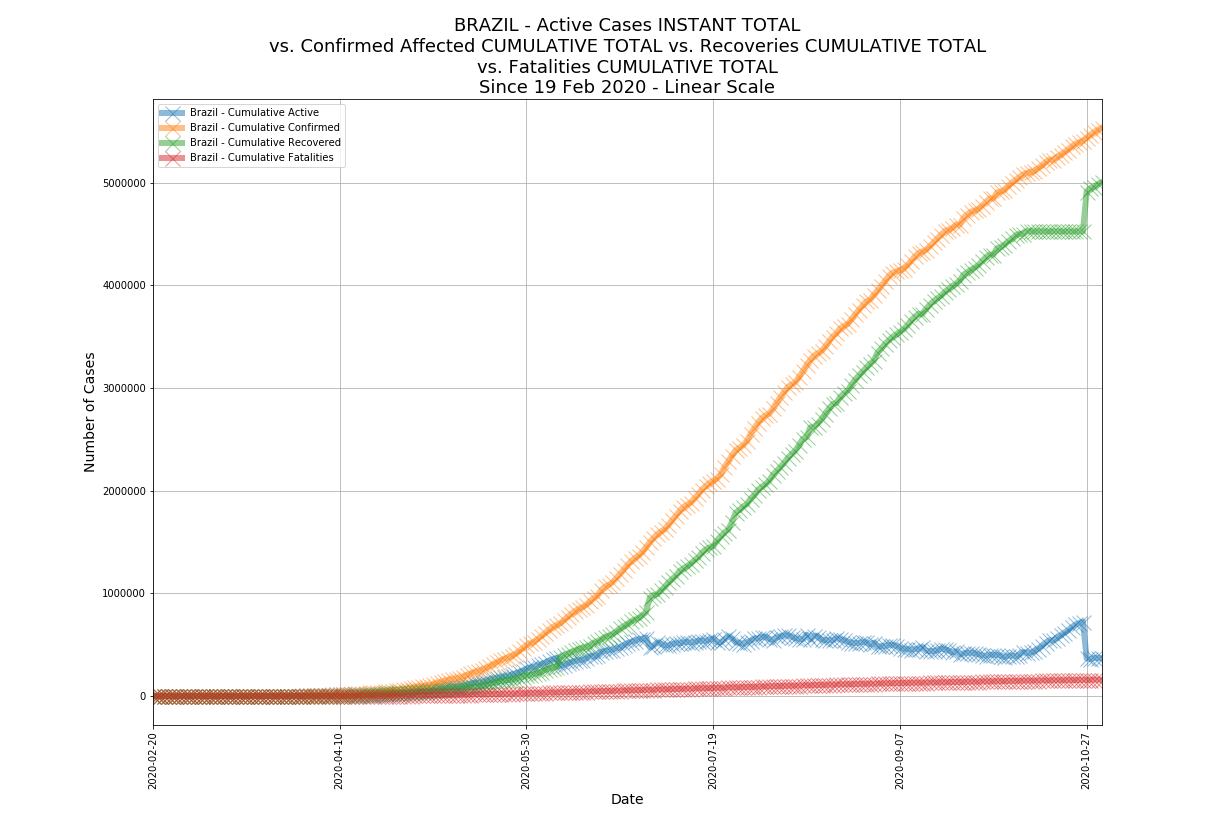 BRAZIL - Active Cases INSTANT TOTAL
vs. Confirmed Affected CUMULATIVE TOTAL vs. Recoveries CUMULATIVE TOTAL
vs. Fatalities CUMULATIVE TOTAL
Since 19 Feb 2020 - Linear Scale
Brazil - Cumulative Active
Brazil - Cumulative Confirmed
Brazil - Cumulative Recovered
Brazil - Cumulative Fatalities
Number of Cases
5000000
4000000
3000000
2000000
1000000
0
2020-02-20
2020-04-10
2020-05-30
2020-07-19
2020-09-07
2020-10-27
Date